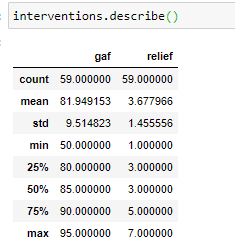 interventions.describe()
gaf relief
count 59.000000 59.000000
mean 81.949153 3.677966
std 9.514823 1.455556
min 50.000000 1.000000
25% 80.000000 3.000000
50% 85.000000 3.000000
75% 90.000000 5.000000
max 95.000000 7.000000